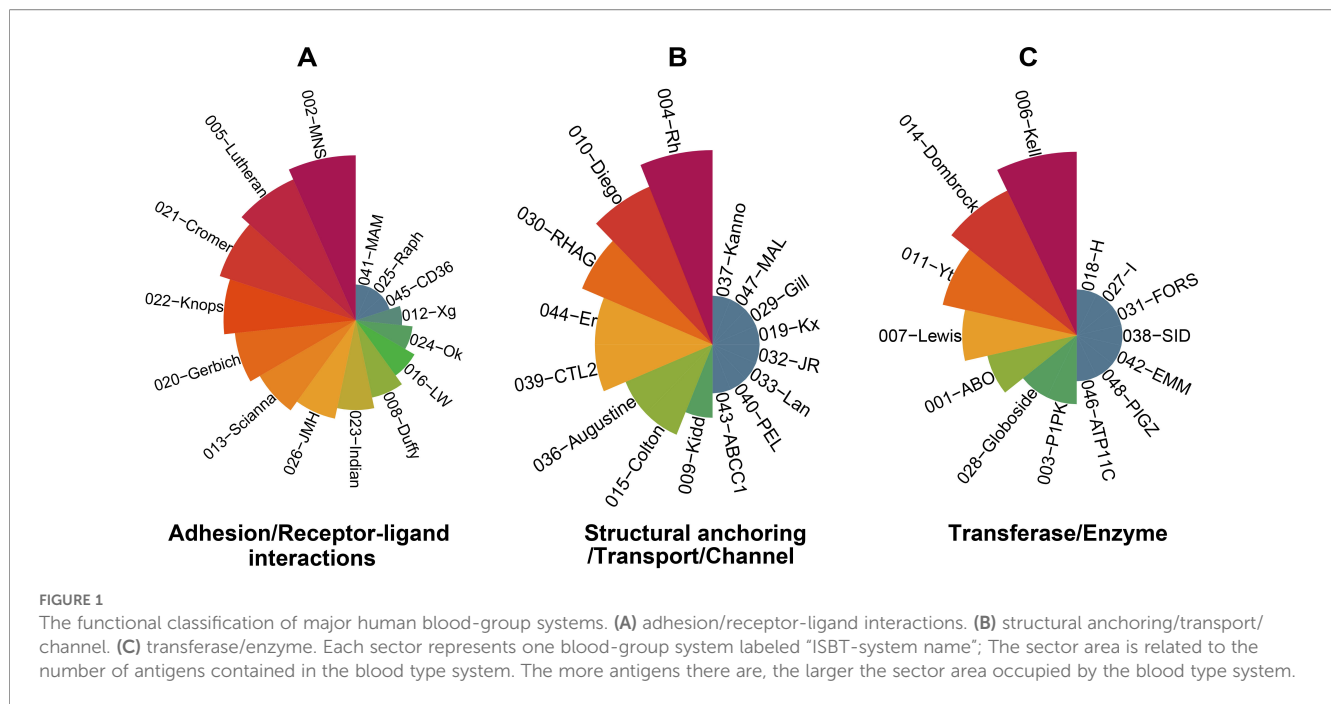 A
002−MNS
005−Lutheran
021−Cromer
022−Knops
020−Gerbich
013−Scianna
026−JMH
023−Indian
008−Duffy
016−LW
024−Ok
012−Xg
045−CD36
025−Raph
041−MAM
Adhesion/Receptor-ligand
interactions
B
004−Rh
010−Diego
030−RHAG
044−Er
039−CTL2
036−Augustine
015−Colton
009−Kidd
043−ABCC1
040−PEL
033−Lan
032−JR
019−Kx
029−Gill
047−MAL
037−Kanno
Structural anchoring
/Transport/Channel
C
006−Kell
014−Dombrock
011−Yt
007−Lewis
001−ABO
028−Globoside
003−P1PK
046−ATP11C
048−PIGZ
042−EMM
038−SID
031−FORS
027−I
018−H
Transferase/Enzyme
FIGURE 1
The functional classification of major human blood-group systems. (A) adhesion/receptor-ligand interactions. (B) structural anchoring/transport/
channel. (C) transferase/enzyme. Each sector represents one blood-group system labeled “ISBT-system name”; The sector area is related to the
number of antigens contained in the blood type system. The more antigens there are, the larger the sector area occupied by the blood type system.